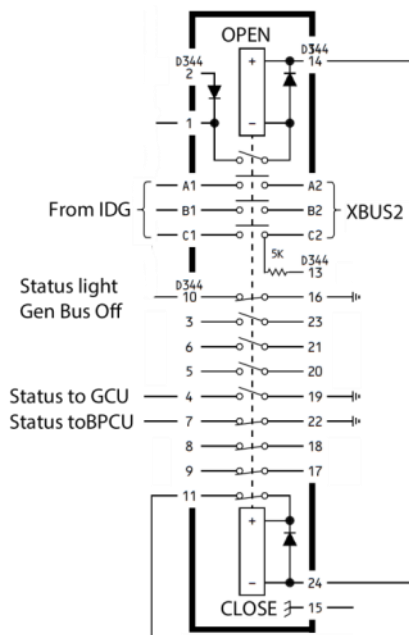 OPEN
D344
D344
2
14
+
−
1
A1 A2
From IDG B1 B2 XBUS2
C1 C2
5K
D344
13
Status light
Gen Bus Off
D344
10 16
3 23
6 21
5 20
Status to GCU 4 19
Status toBPCU 7 22
8 18
9 17
11
+
−
24
CLOSE 15